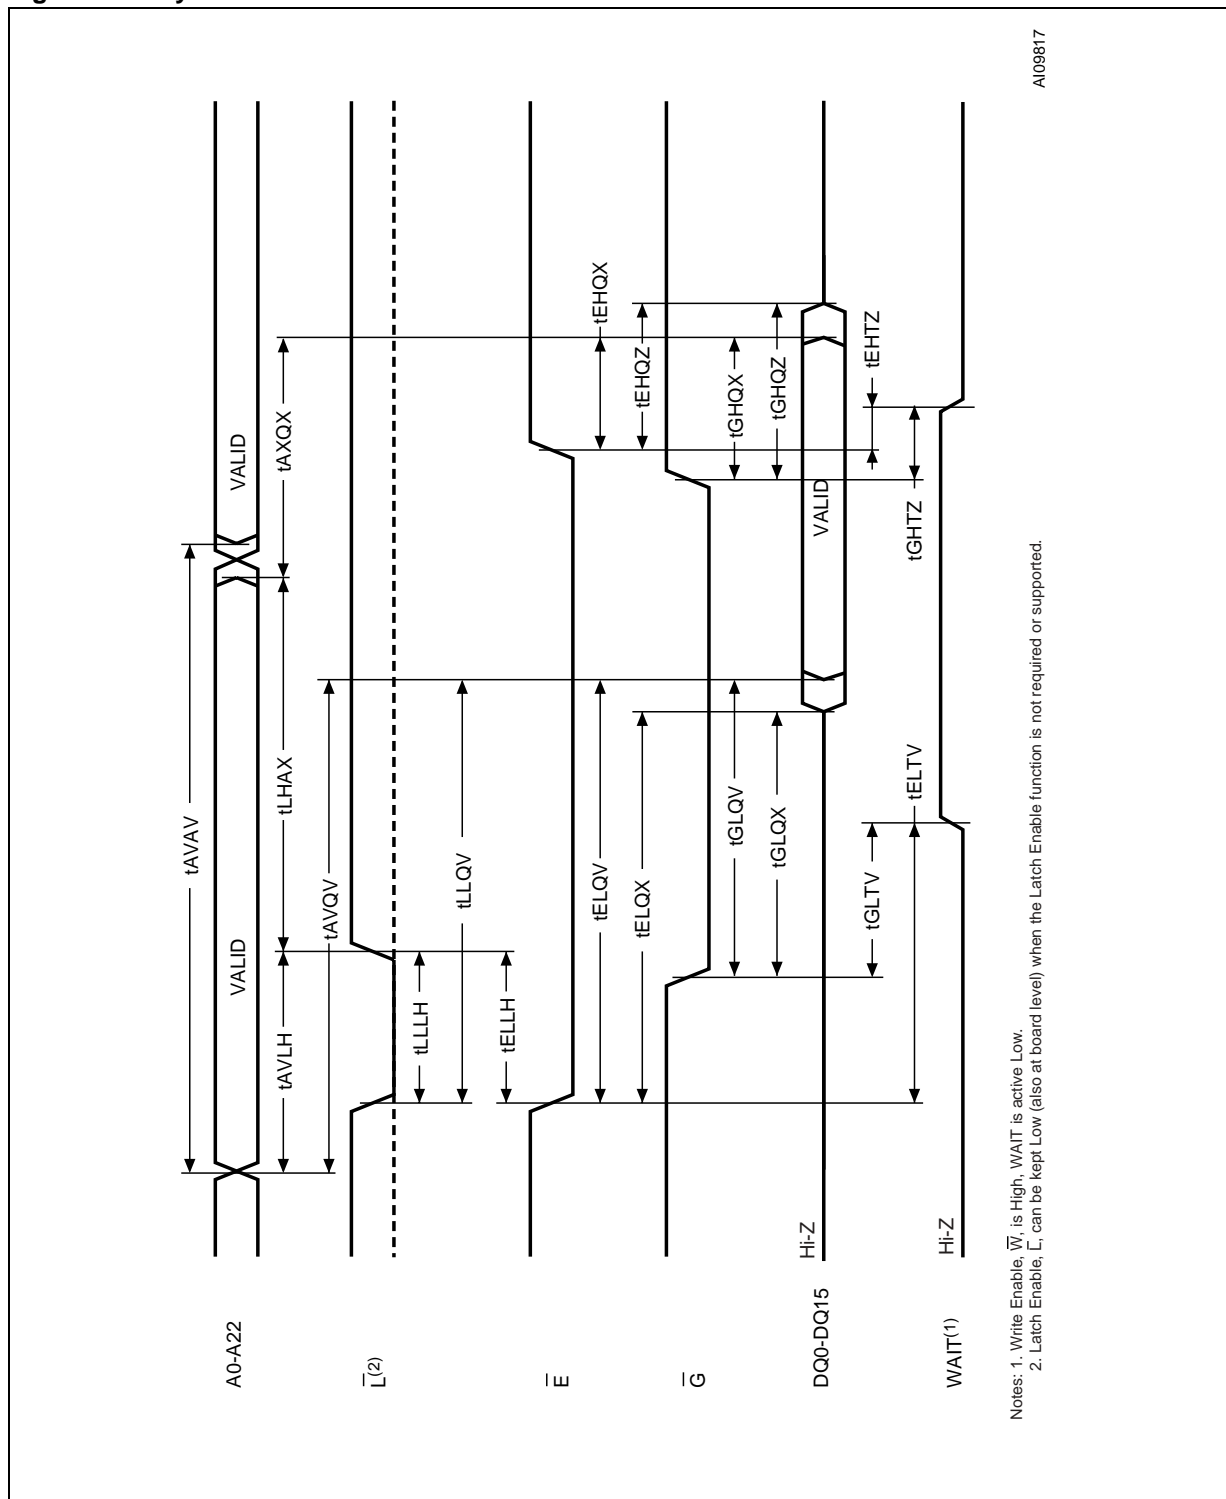 tAVAV
A0-A22
VALID
VALID
tAVLH
tLHAX
tAXQX
tAVQV
L̅(2)
tLLLH
tLLQV
tELLH
E̅
tELQV
tEHQX
tELQX
tEHQZ
G̅
tGLQV
tGHQX
tGLQX
tGHQZ
DQ0-DQ15
Hi-Z
VALID
tGLTV
tEHTZ
tELTV
tGHTZ
WAIT(1)
Hi-Z
Notes: 1. Write Enable, W̅, is High, WAIT is active Low.
2. Latch Enable, L̅, can be kept Low (also at board level) when the Latch Enable function is not required or supported.
AI09817